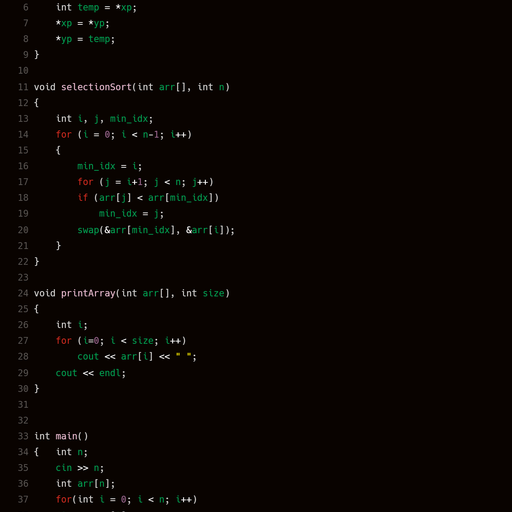 6 int temp = *xp;
7 *xp = *yp;
8 *yp = temp;
9 }
10
11 void selectionSort(int arr[], int n)
12 {
13 int i, j, min_idx;
14 for (i = 0; i < n-1; i++)
15 {
16 min_idx = i;
17 for (j = i+1; j < n; j++)
18 if (arr[j] < arr[min_idx])
19 min_idx = j;
20 swap(&arr[min_idx], &arr[i]);
21 }
22 }
23
24 void printArray(int arr[], int size)
25 {
26 int i;
27 for (i=0; i < size; i++)
28 cout << arr[i] << " ";
29 cout << endl;
30 }
31
32
33 int main()
34 { int n;
35 cin >> n;
36 int arr[n];
37 for(int i = 0; i < n; i++)